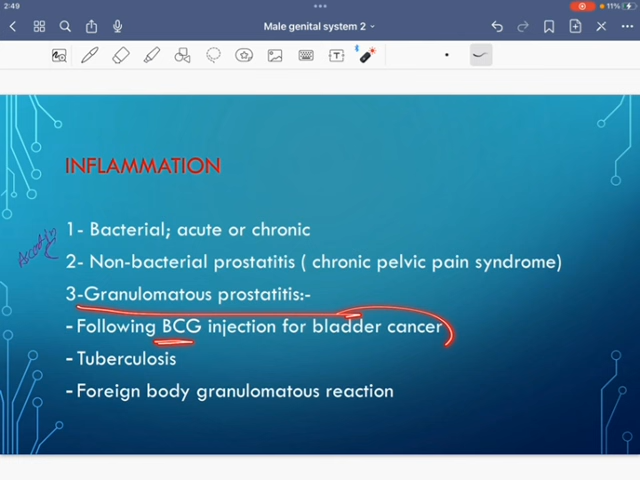 2:49
11%
Male genital system 2
INFLAMMATION
1- Bacterial; acute or chronic
2- Non-bacterial prostatitis ( chronic pelvic pain syndrome)
3-Granulomatous prostatitis:-
-Following BCG injection for bladder cancer
-Tuberculosis
-Foreign body granulomatous reaction